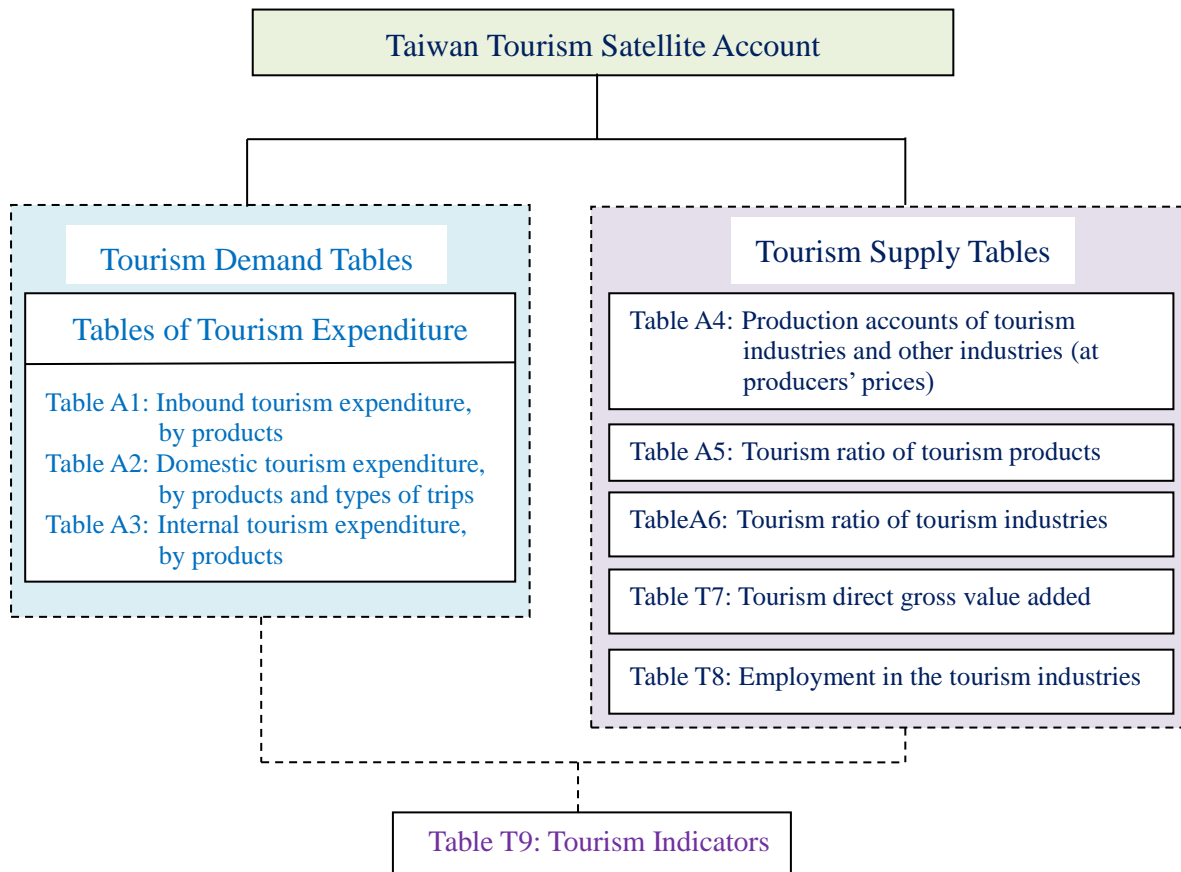 Taiwan Tourism Satellite Account
Tourism Demand Tables
Tables of Tourism Expenditure
Table A1: Inbound tourism expenditure,
by products
Table A2: Domestic tourism expenditure,
by products and types of trips
Table A3: Internal tourism expenditure,
by products
Tourism Supply Tables
Table A4: Production accounts of tourism
industries and other industries (at
producers’ prices)
Table A5: Tourism ratio of tourism products
TableA6: Tourism ratio of tourism industries
Table T7: Tourism direct gross value added
Table T8: Employment in the tourism industries
Table T9: Tourism Indicators